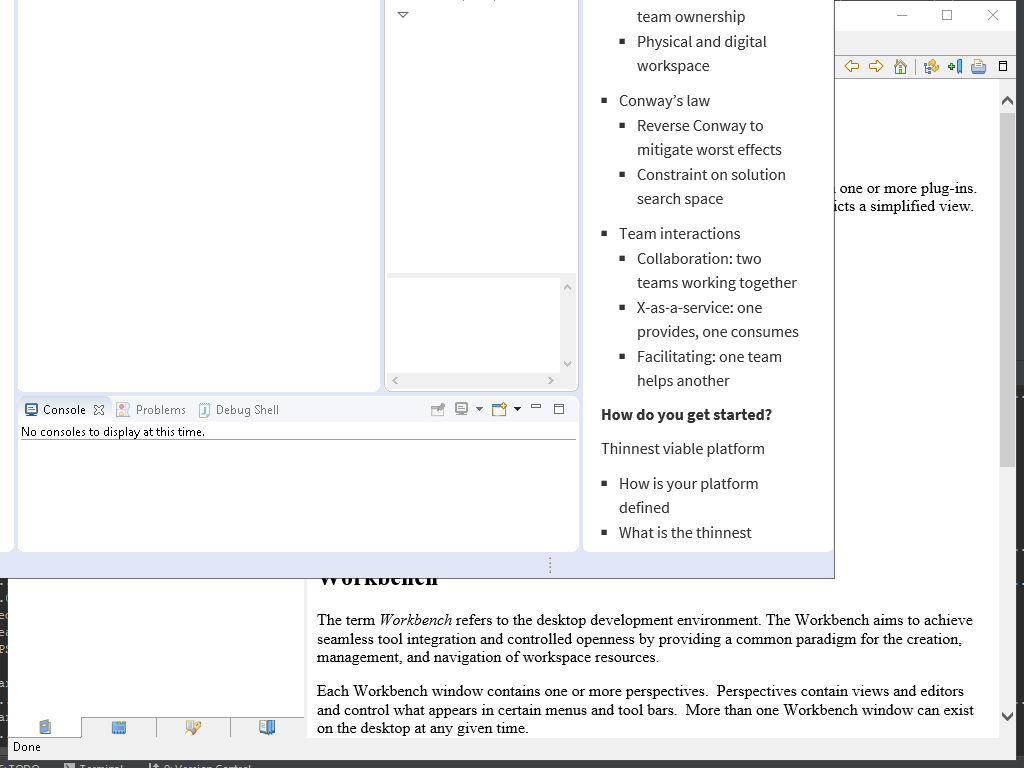 team ownership
▪ Physical and digital
workspace
▪ Conway's law
▪ Reverse Conway to
mitigate worst effects
▪ Constraint on solution
search space
▪ Team interactions
▪ Collaboration: two
teams working together
▪ X-as-a-service: one
provides, one consumes
▪ Facilitating: one team
helps another
How do you get started?
Thinnest viable platform
▪ How is your platform
defined
▪ What is the thinnest
one or more plug-ins.
icts a simplified view.
Console Problems Debug Shell
No consoles to display at this time.
Workbench
The term Workbench refers to the desktop development environment. The Workbench aims to achieve
seamless tool integration and controlled openness by providing a common paradigm for the creation,
management, and navigation of workspace resources.
Each Workbench window contains one or more perspectives.  Perspectives contain views and editors
and control what appears in certain menus and tool bars.  More than one Workbench window can exist
on the desktop at any given time.
Done
TODO Terminal 9: Version Control